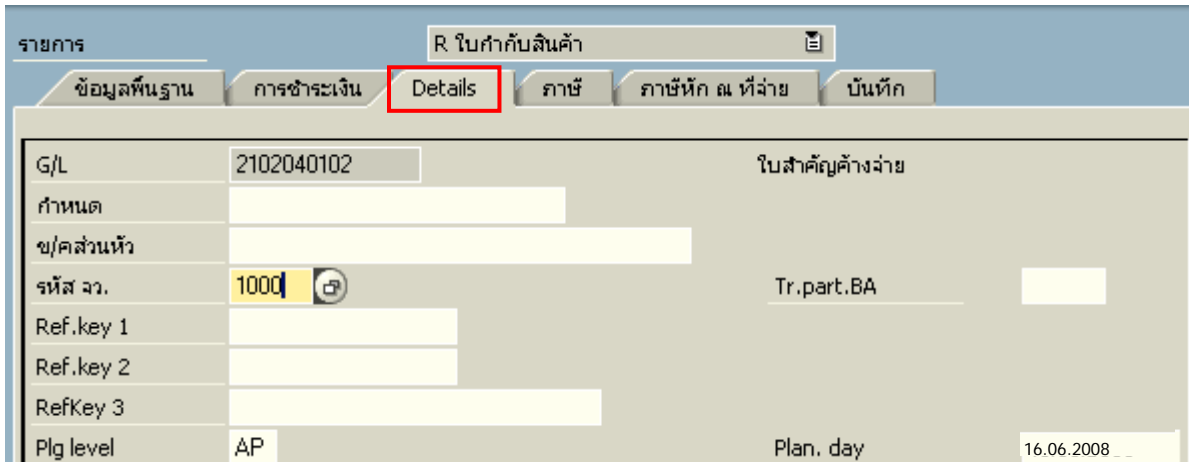 รายการ R ใบกำกับสินค้า
ข้อมูลพื้นฐาน การชำระเงิน Details ภาษี ภาษีหัก ณ ที่จ่าย บันทึก
G/L 2102040102 ใบสำคัญค้างจ่าย
กำหนด
ข/คส่วนหัว
รหัส จว. 1000 Tr.part.BA
Ref.key 1
Ref.key 2
RefKey 3
Plg level AP Plan. day 16.06.2008